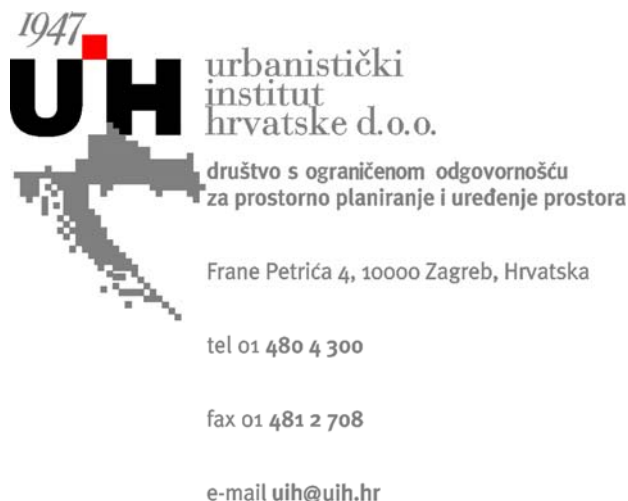 1947
UiH
urbanistički
institut
hrvatske d.o.o.
društvo s ograničenom odgovornošću
za prostorno planiranje i uređenje prostora
Frane Petrića 4, 10000 Zagreb, Hrvatska
tel 01 480 4 300
fax 01 481 2 708
e-mail uih@uih.hr